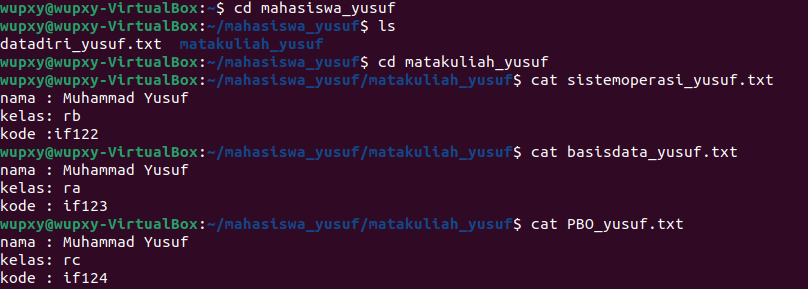 wupxy@wupxy-VirtualBox:~$ cd mahasiswa_yusuf
wupxy@wupxy-VirtualBox:~/mahasiswa_yusuf$ ls
datadiri_yusuf.txt  matakuliah_yusuf
wupxy@wupxy-VirtualBox:~/mahasiswa_yusuf$ cd matakuliah_yusuf
wupxy@wupxy-VirtualBox:~/mahasiswa_yusuf/matakuliah_yusuf$ cat sistemoperasi_yusuf.txt
nama : Muhammad Yusuf
kelas: rb
kode :if122
wupxy@wupxy-VirtualBox:~/mahasiswa_yusuf/matakuliah_yusuf$ cat basisdata_yusuf.txt
nama : Muhammad Yusuf
kelas: ra
kode : if123
wupxy@wupxy-VirtualBox:~/mahasiswa_yusuf/matakuliah_yusuf$ cat PBO_yusuf.txt
nama : Muhammad Yusuf
kelas: rc
kode : if124